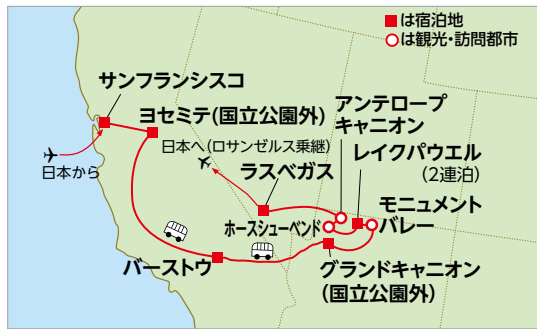 ■は宿泊地
○は観光・訪問都市
サンフランシスコ
ヨセミテ(国立公園外)
アンテロープ
キャニオン
日本へ(ロサンゼルス乗継)
レイクパウエル
(2連泊)
日本から
ラスベガス
モニュメント
バレー
ホースシューベンド
バーストウ
グランドキャニオン
(国立公園外)